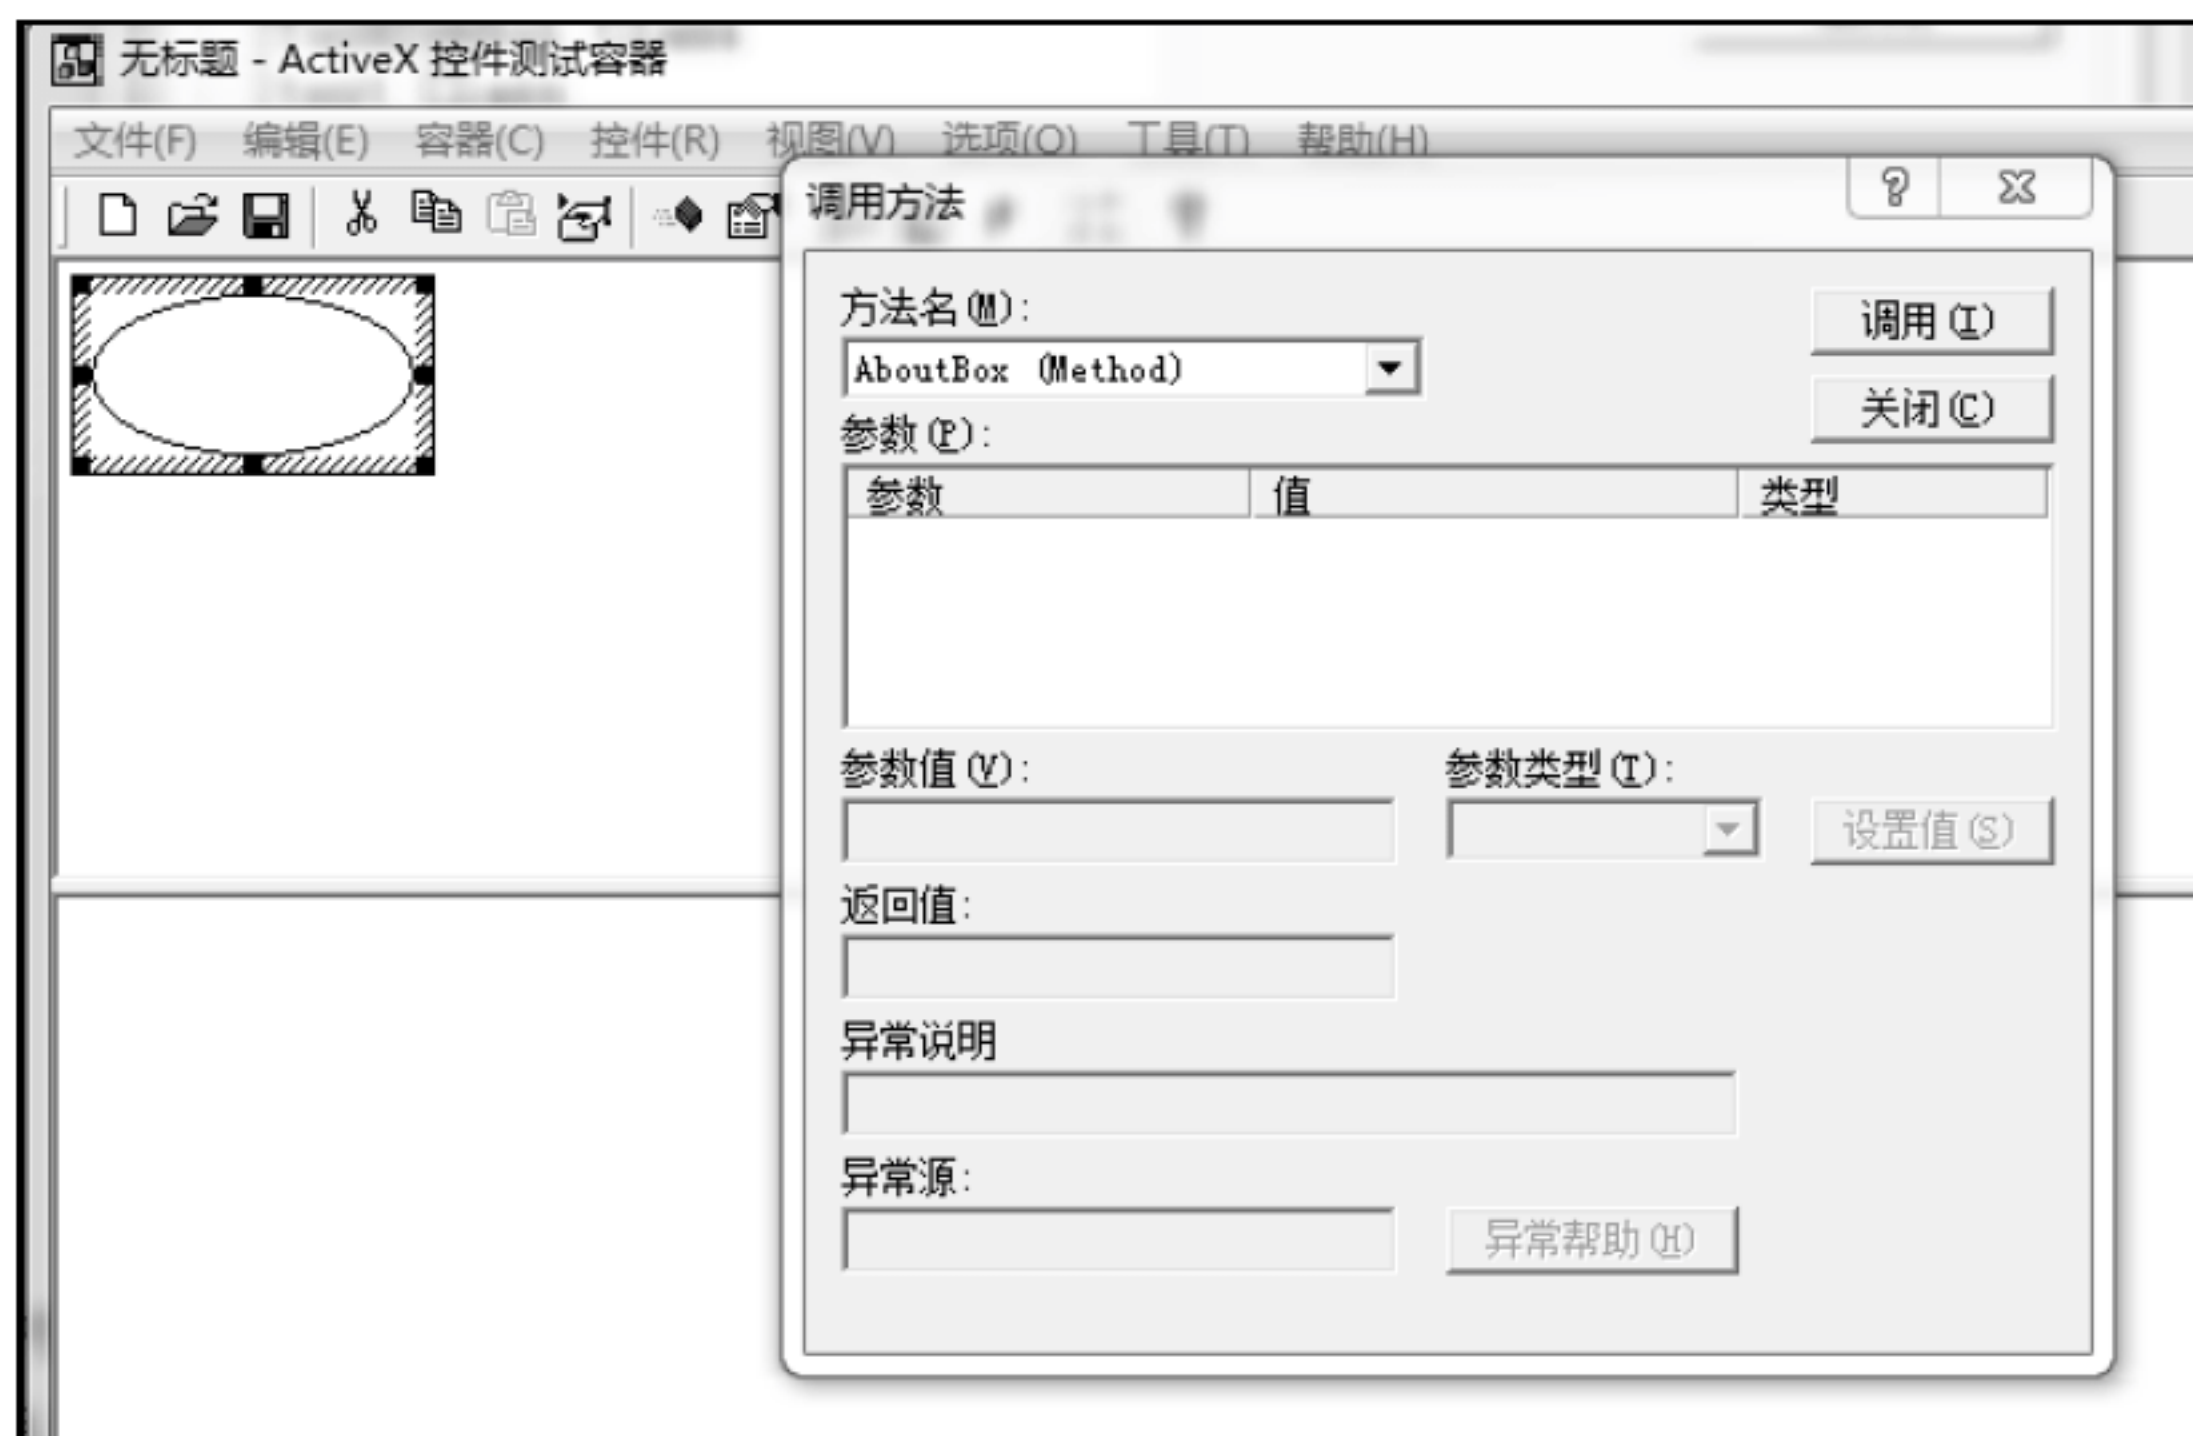 无标题 - ActiveX 控件测试容器
文件(F) 编辑(E) 容器(C) 控件(R) 视图(V) 选项(O) 工具(T) 帮助(H)
调用方法
方法名(M):
调用(I)
AboutBox (Method)
关闭(C)
参数(P):
参数 值 类型
参数值(V): 参数类型(T):
设置值(S)
返回值:
异常说明
异常源:
异常帮助(H)